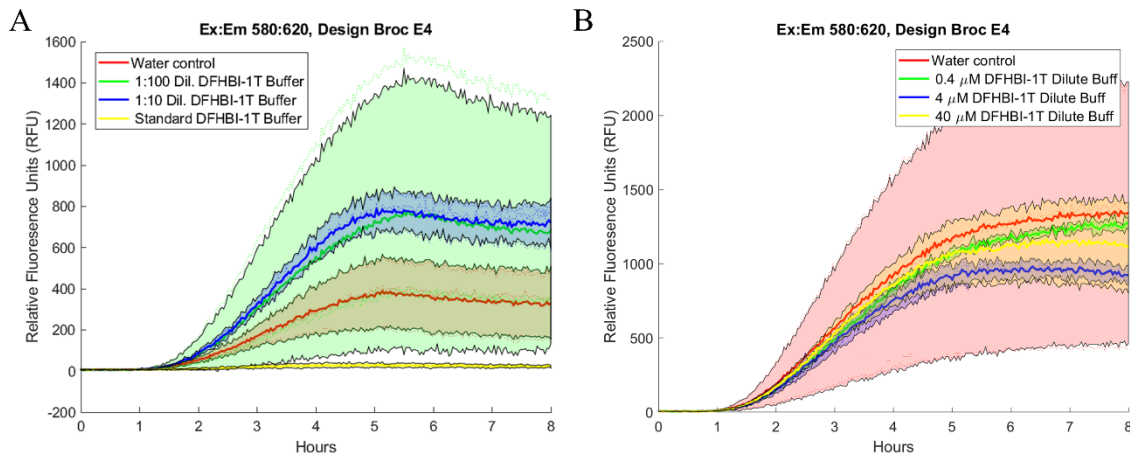 A
Ex:Em 580:620, Design Broc E4
Relative Fluoresence Units (RFU)
1600
1400
1200
1000
800
600
400
200
0
-200
Water control
1:100 Dil. DFHBI-1T Buffer
1:10 Dil. DFHBI-1T Buffer
Standard DFHBI-1T Buffer
0 1 2 3 4 5 6 7 8
Hours
B
Ex:Em 580:620, Design Broc E4
Relative Fluoresence Units (RFU)
2500
2000
1500
1000
500
0
Water control
0.4 μM DFHBI-1T Dilute Buff
4 μM DFHBI-1T Dilute Buff
40 μM DFHBI-1T Dilute Buff
0 1 2 3 4 5 6 7 8
Hours